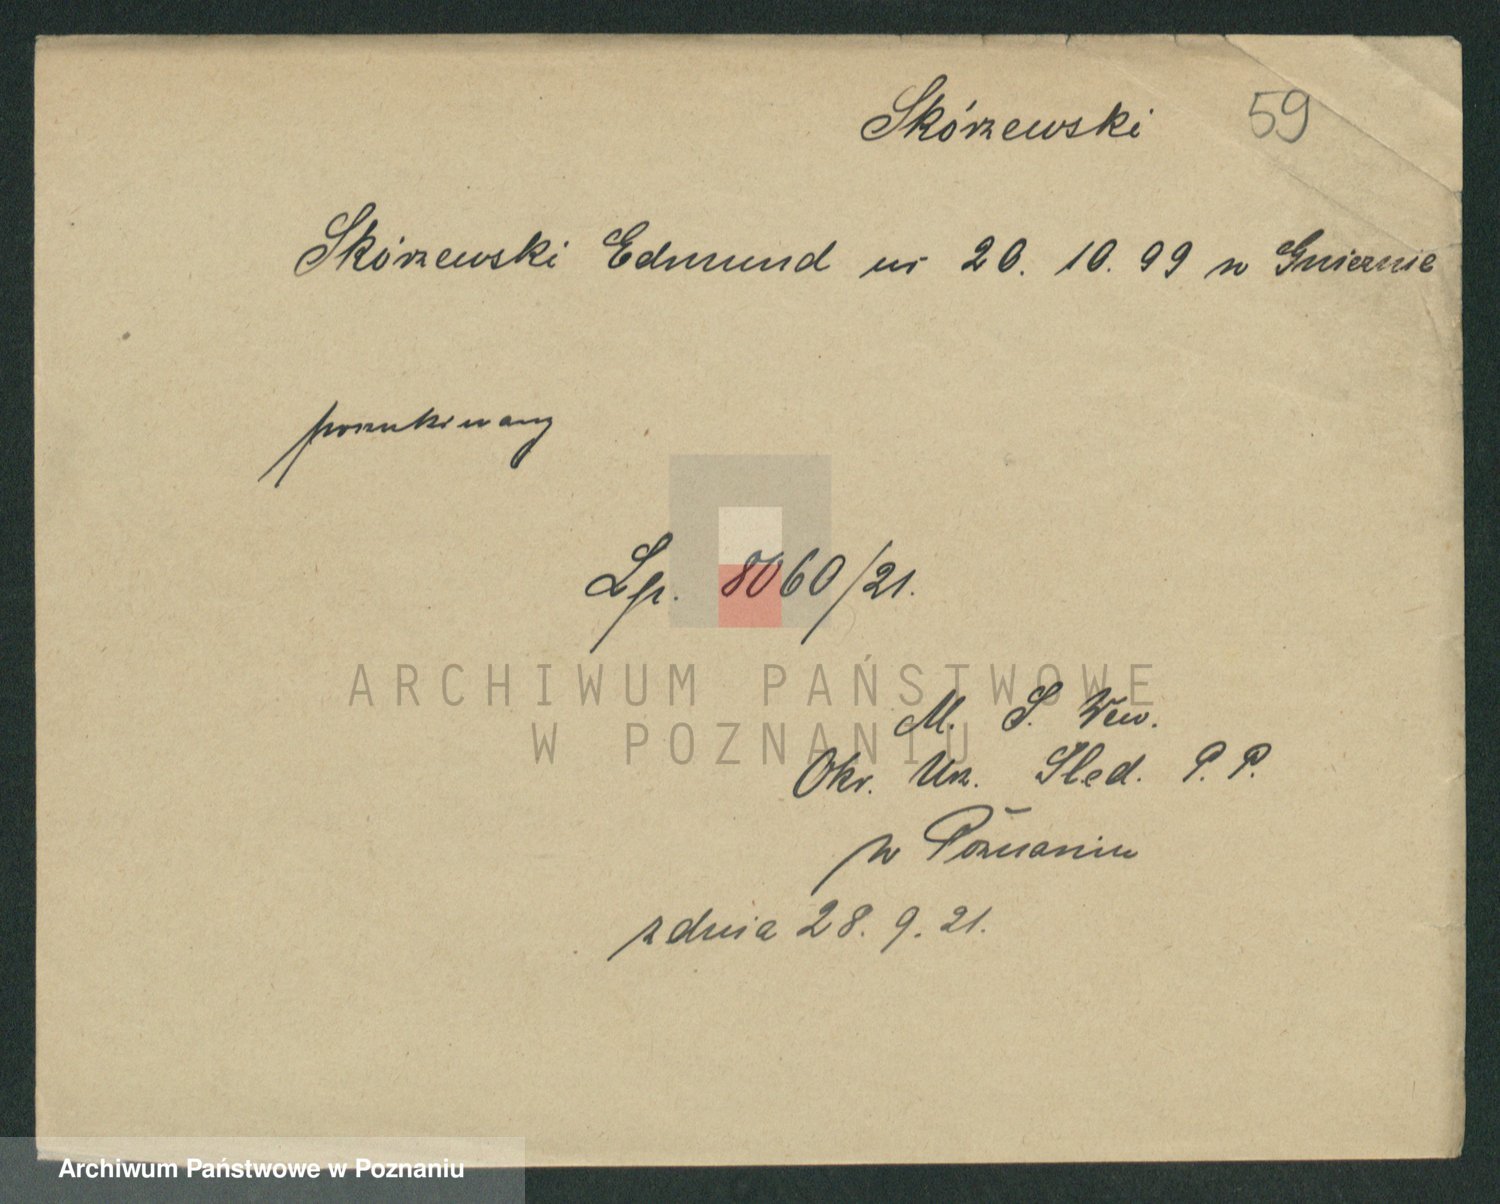 Skórzewski 59
Skórzewski Edmund ur 20. 10. 99 w Gnieznie
poszukiwany
Lp. 8060/21.
ARCHIWUM PAŃSTWOWE
W POZNANIU
M. S. Wew.
Okr. Urz. Śled. P. P.
w Poznaniu
z dnia 28. 9. 21.
Archiwum Państwowe w Poznaniu